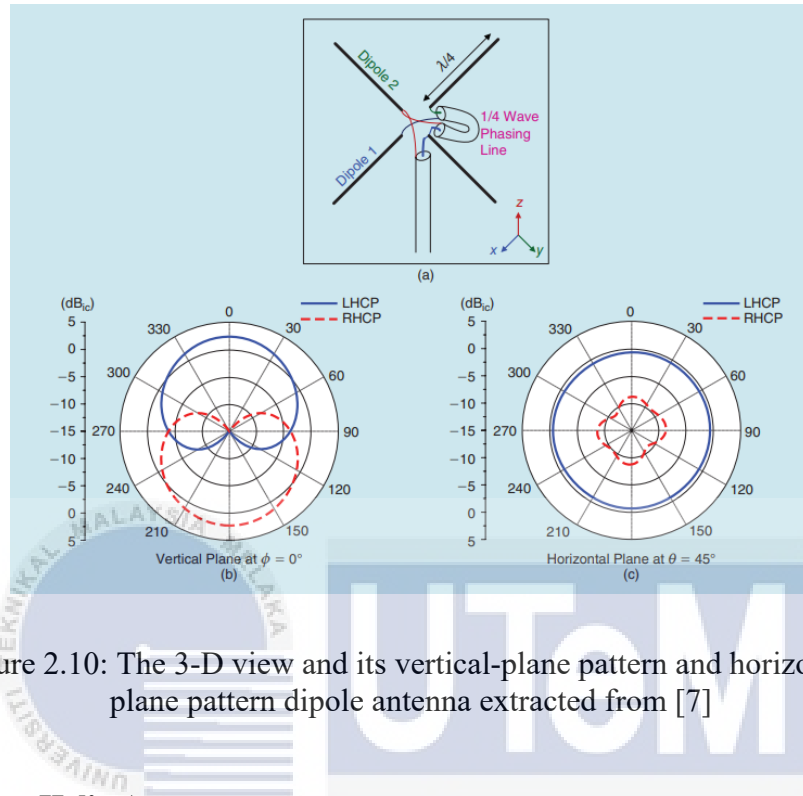 Dipole 2
λ/4
1/4 Wave
Phasing
Line
Dipole 1
z
x
y
(a)
(dBic)
LHCP
RHCP
5
0
−5
−10
−15
−10
−5
0
5
0
30
60
90
120
150
210
240
270
300
330
Vertical Plane at ϕ = 0°
(b)
(dBic)
LHCP
RHCP
5
0
−5
−10
−15
−10
−5
0
5
0
30
60
90
120
150
210
240
270
300
330
Horizontal Plane at θ = 45°
(c)
ure 2.10: The 3-D view and its vertical-plane pattern and horizo
plane pattern dipole antenna extracted from [7]
MALAYSIA MELAKA
UTeM